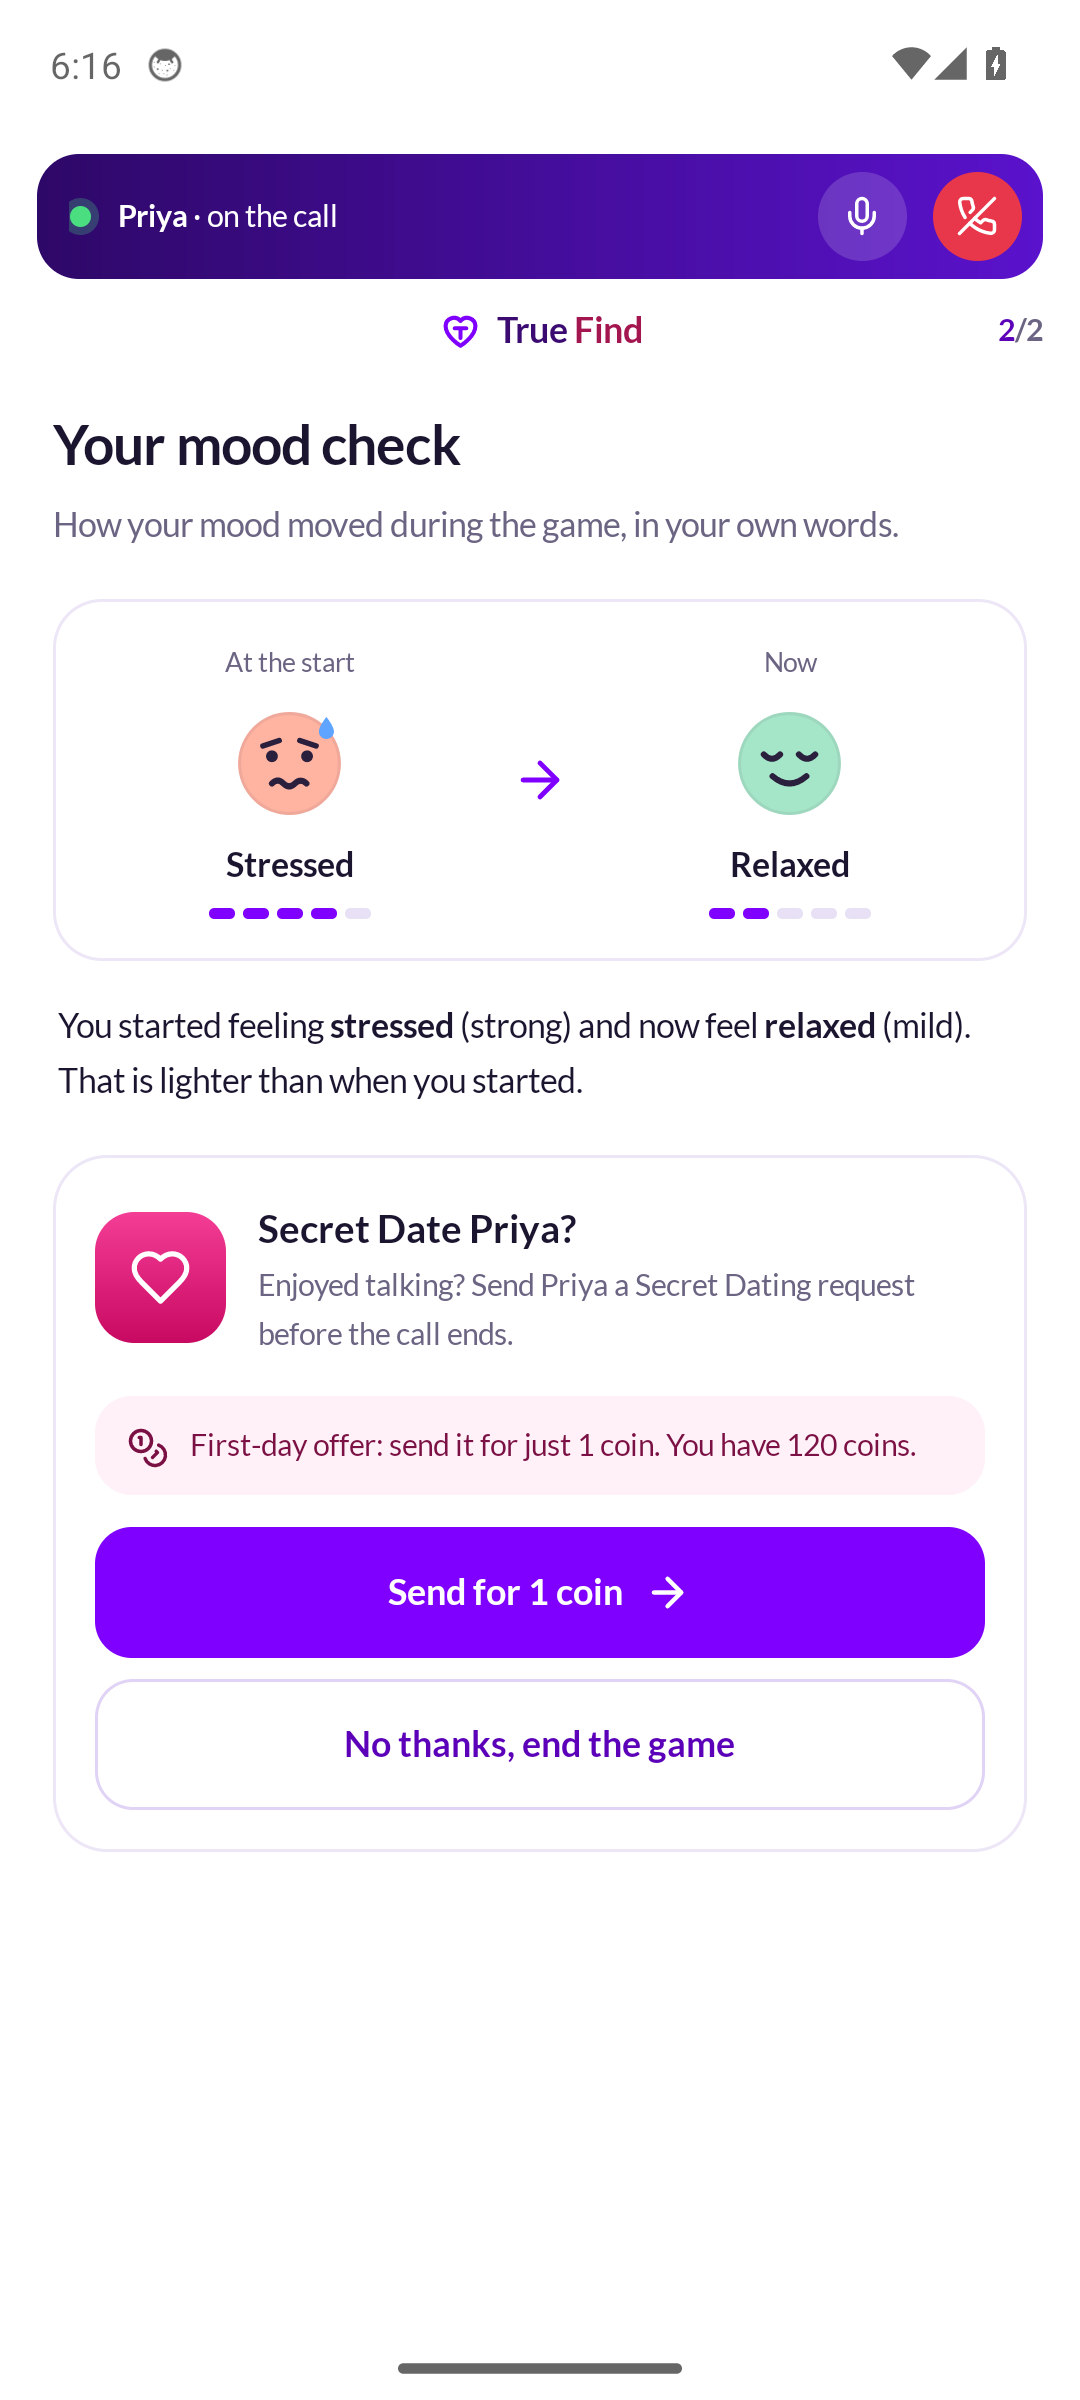 6:16
Priya · on the call
True Find
2/2
Your mood check
How your mood moved during the game, in your own words.
At the start
Now
Stressed
Relaxed
You started feeling stressed (strong) and now feel relaxed (mild).
That is lighter than when you started.
Secret Date Priya?
Enjoyed talking? Send Priya a Secret Dating request
before the call ends.
First-day offer: send it for just 1 coin. You have 120 coins.
Send for 1 coin
No thanks, end the game